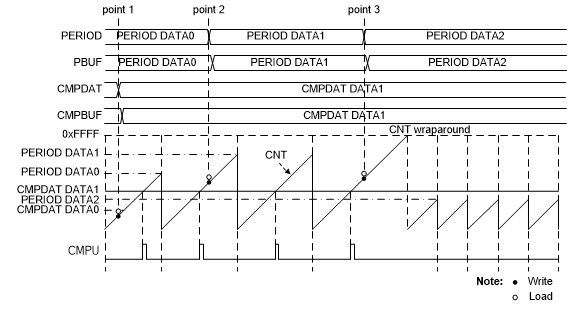 point 1 point 2 point 3
PERIOD PERIOD DATA0 PERIOD DATA1 PERIOD DATA2
PBUF PERIOD DATA0 PERIOD DATA1 PERIOD DATA2
CMPDAT CMPDAT DATA1
CMPBUF CMPDAT DATA1
0xFFFF CNT wraparound
PERIOD DATA1 CNT
PERIOD DATA0
CMPDAT DATA1
PERIOD DATA2
CMPDAT DATA0
CMPU
Note: ● Write
○ Load